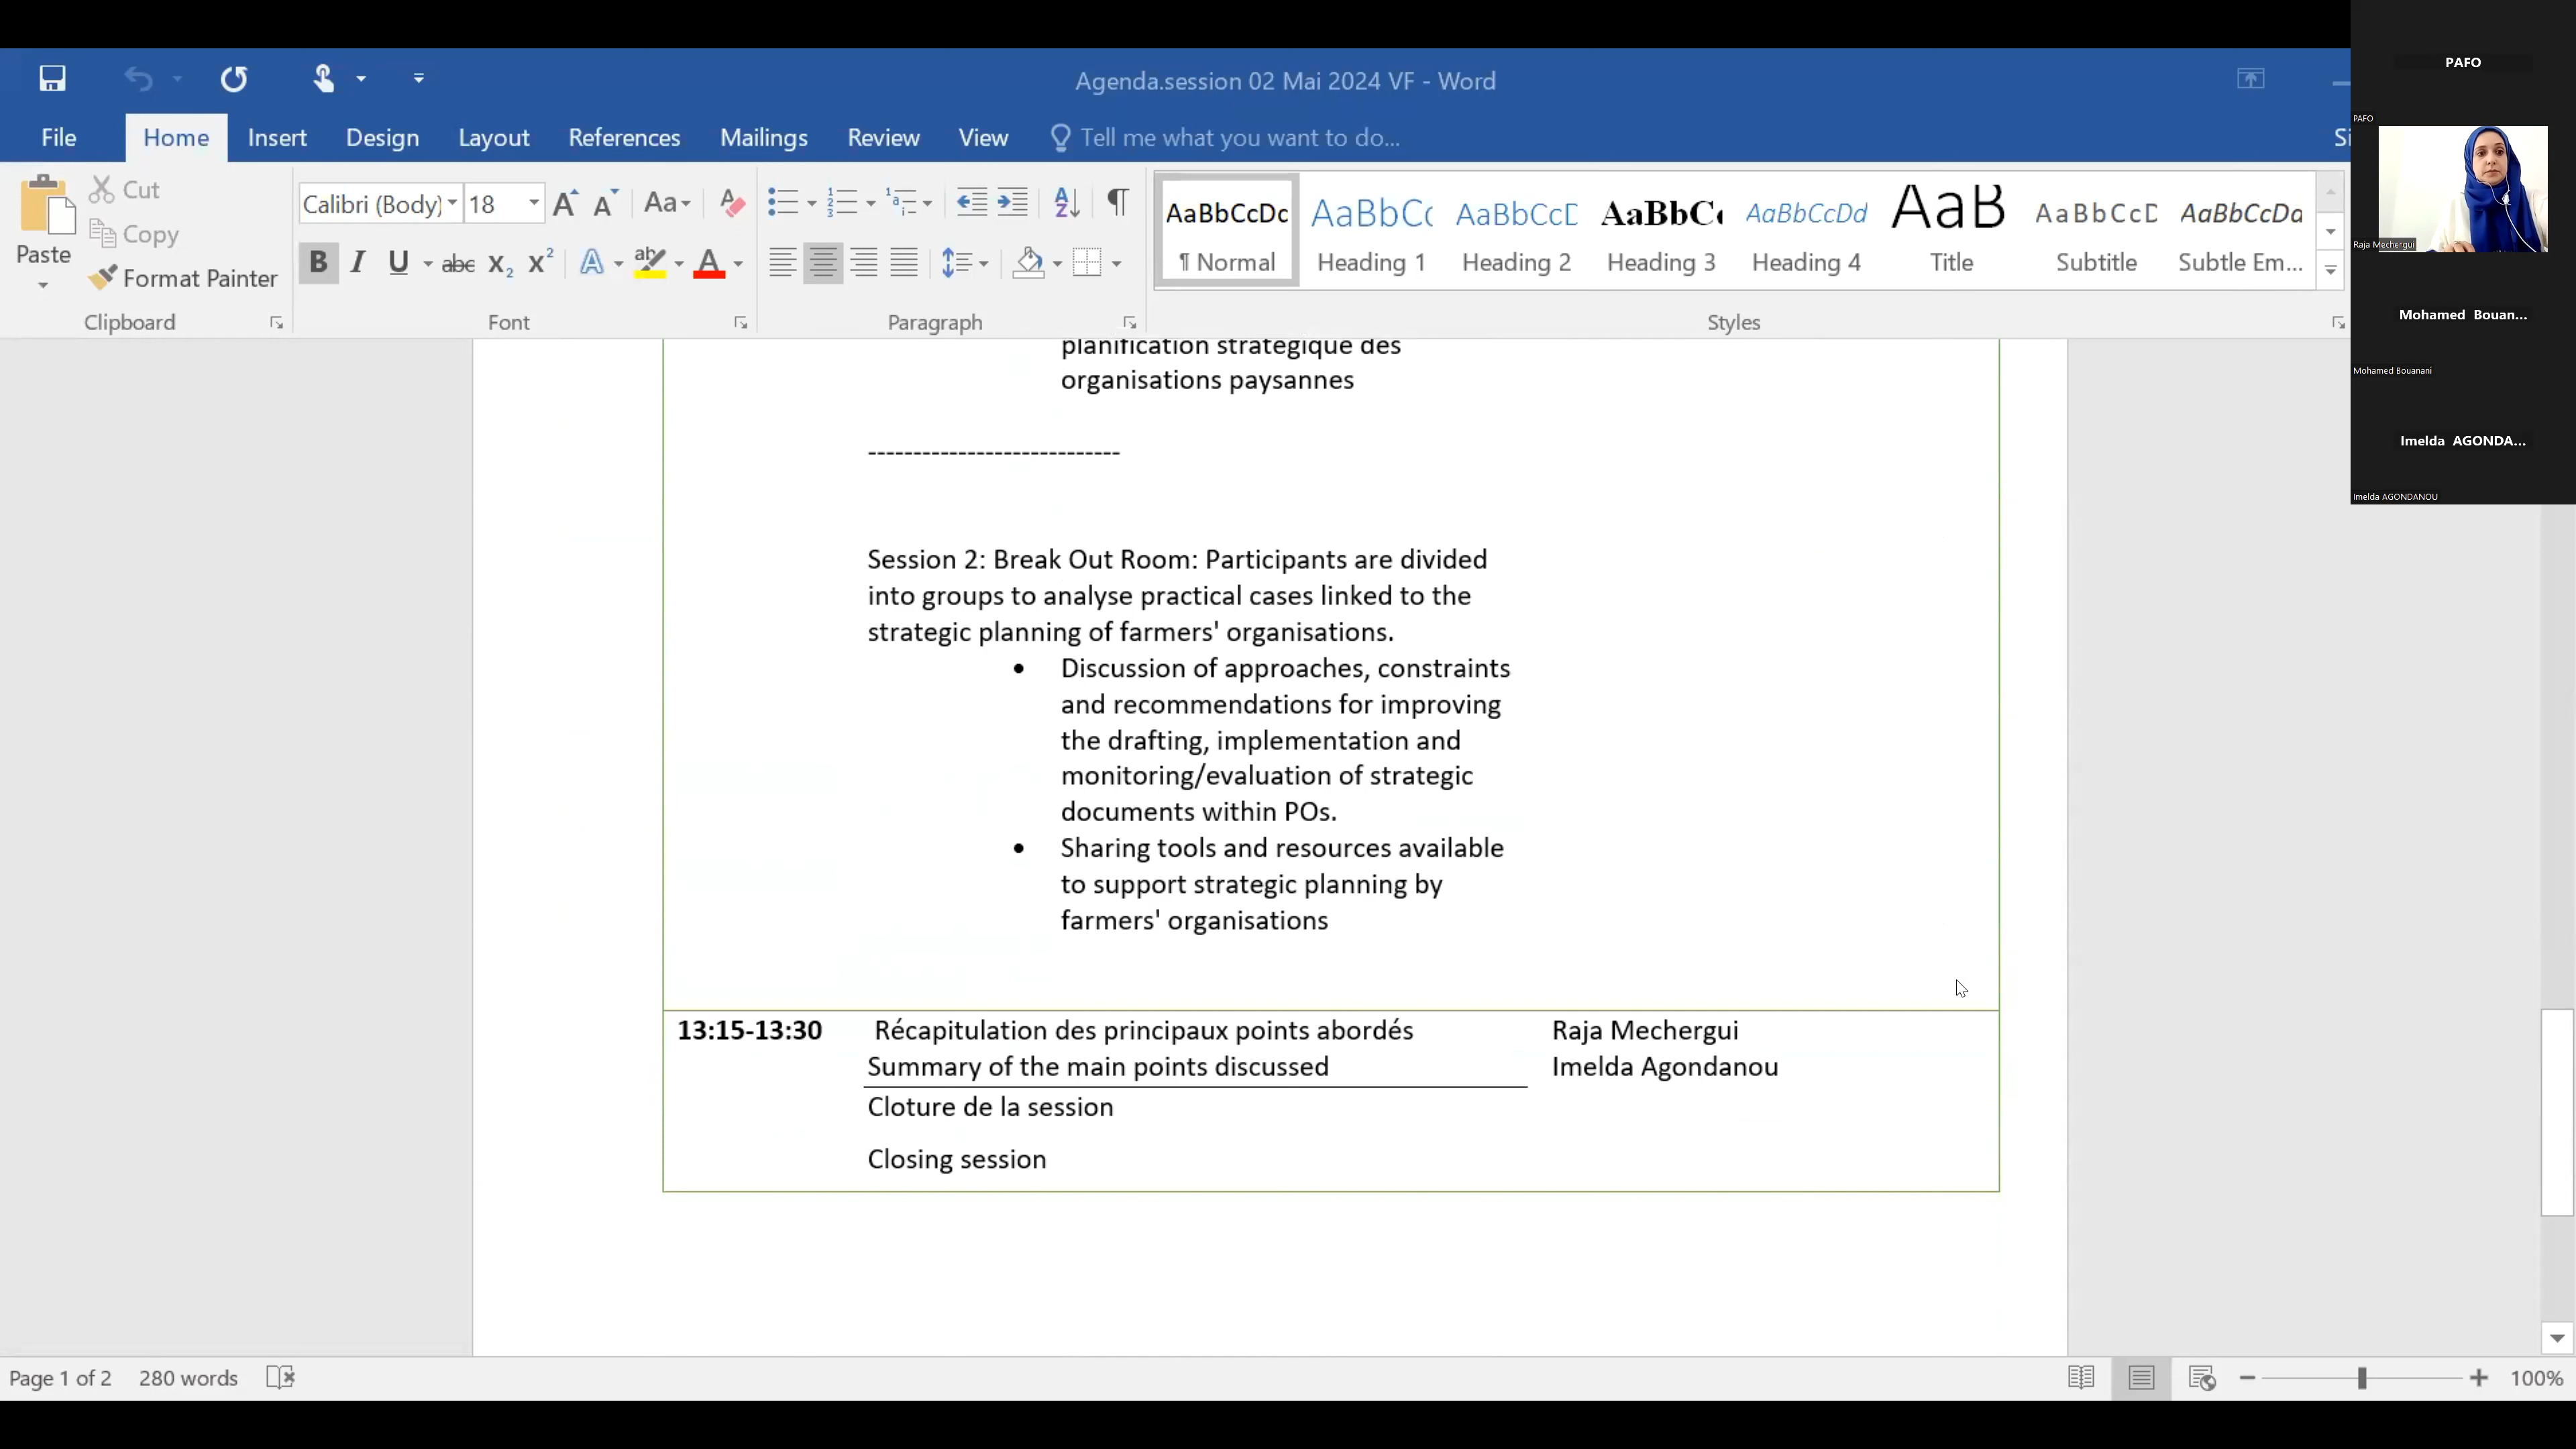 Agenda.session 02 Mai 2024 VF - Word
File Home Insert Design Layout References Mailings Review View Tell me what you want to do...
Paste
Cut
Copy
Format Painter
Clipboard
Calibri (Body) 18
Font
Paragraph
AaBbCcDc AaBbCc AaBbCcD AaBbCc AaBbCcDd AaB AaBbCcD AaBbCcDd
¶ Normal Heading 1 Heading 2 Heading 3 Heading 4 Title Subtitle Subtle Em...
Styles
PAFO
PAFO
Raja Mechergui
Mohamed Bouan...
Mohamed Bouanani
Imelda AGONDA...
Imelda AGONDANOU
planification stratégique des
organisations paysannes
----------------------------
Session 2: Break Out Room: Participants are divided
into groups to analyse practical cases linked to the
strategic planning of farmers' organisations.
• Discussion of approaches, constraints
and recommendations for improving
the drafting, implementation and
monitoring/evaluation of strategic
documents within POs.
• Sharing tools and resources available
to support strategic planning by
farmers' organisations
13:15-13:30 Récapitulation des principaux points abordés Raja Mechergui
Summary of the main points discussed Imelda Agondanou
Cloture de la session
Closing session
Page 1 of 2 280 words 100%